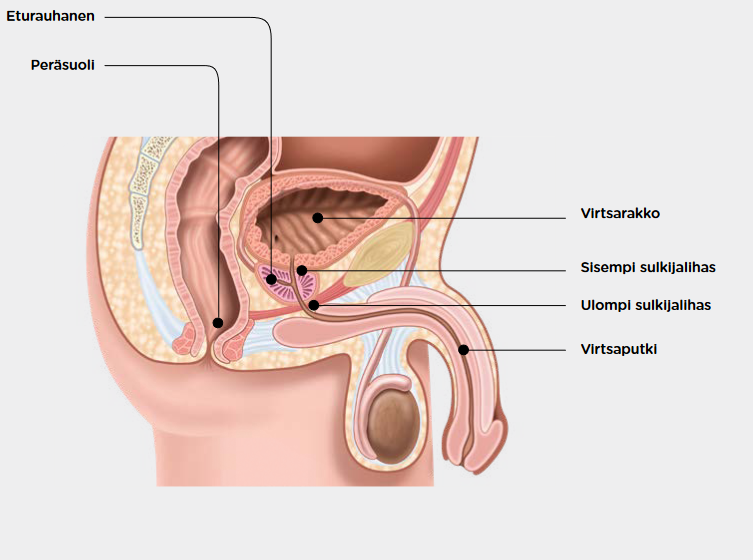 Eturauhanen
Peräsuoli
Virtsarakko
Sisempi sulkijalihas
Ulompi sulkijalihas
Virtsaputki